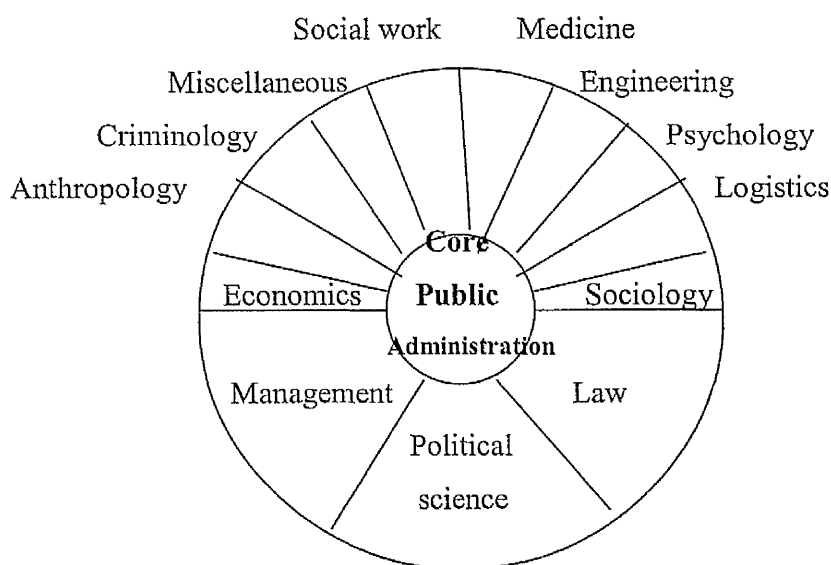 Social work
Medicine
Miscellaneous
Engineering
Criminology
Psychology
Anthropology
Logistics
Core
Economics
Public
Sociology
Administration
Management
Law
Political
science